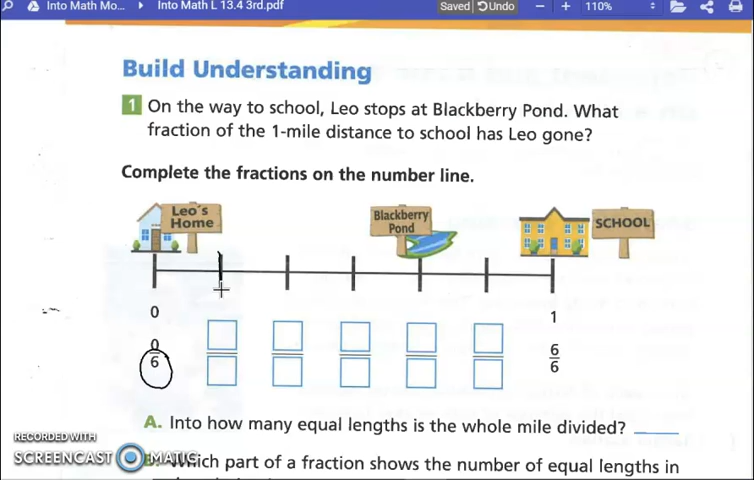 Into Math Mo... Into Math L 13.4 3rd.pdf Saved Undo 110%
Build Understanding
1 On the way to school, Leo stops at Blackberry Pond. What
fraction of the 1-mile distance to school has Leo gone?
Complete the fractions on the number line.
Leo's
Home
Blackberry
Pond
SCHOOL
0 1
0/6 6/6
A. Into how many equal lengths is the whole mile divided?
Which part of a fraction shows the number of equal lengths in
RECORDED WITH
SCREENCAST MATIC